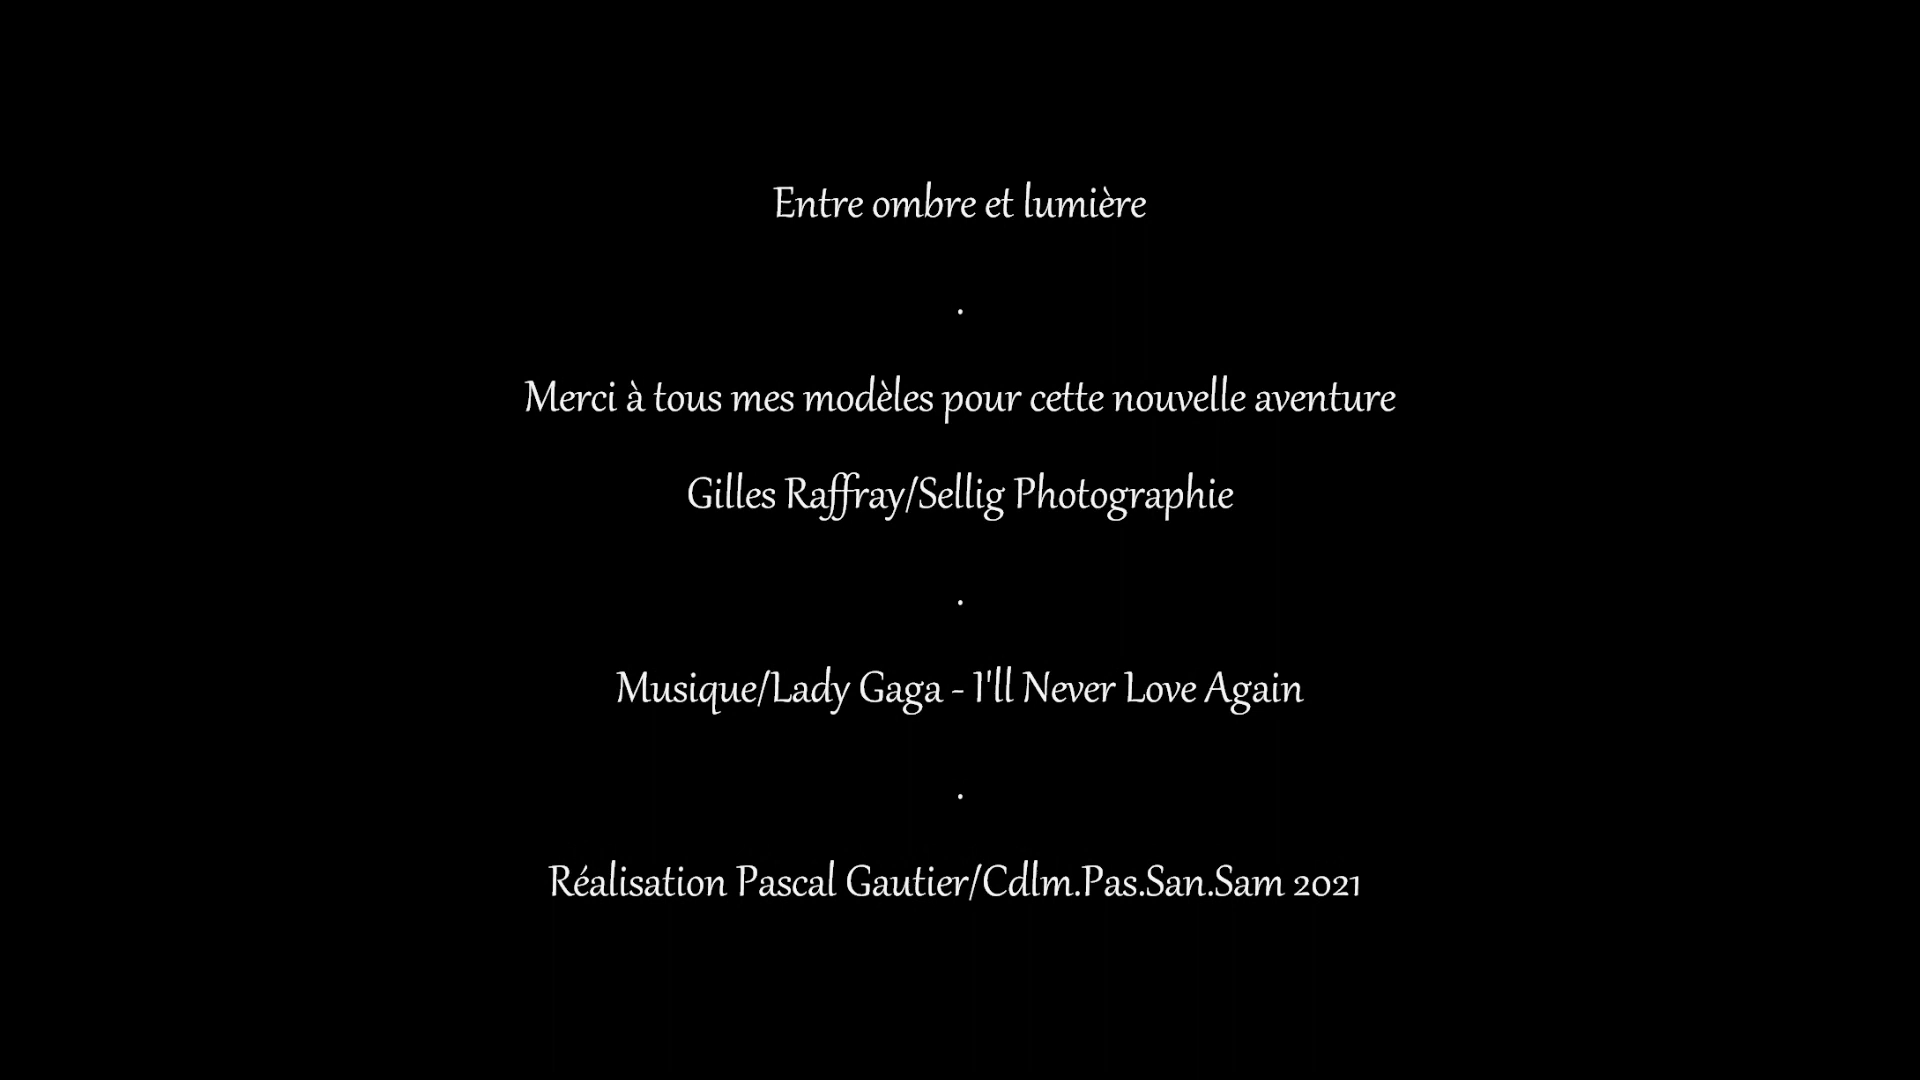 Entre ombre et lumière
.
Merci à tous mes modèles pour cette nouvelle aventure
Gilles Raffray/Sellig Photographie
.
Musique/Lady Gaga - I'll Never Love Again
.
Réalisation Pascal Gautier/Cdlm.Pas.San.Sam 2021